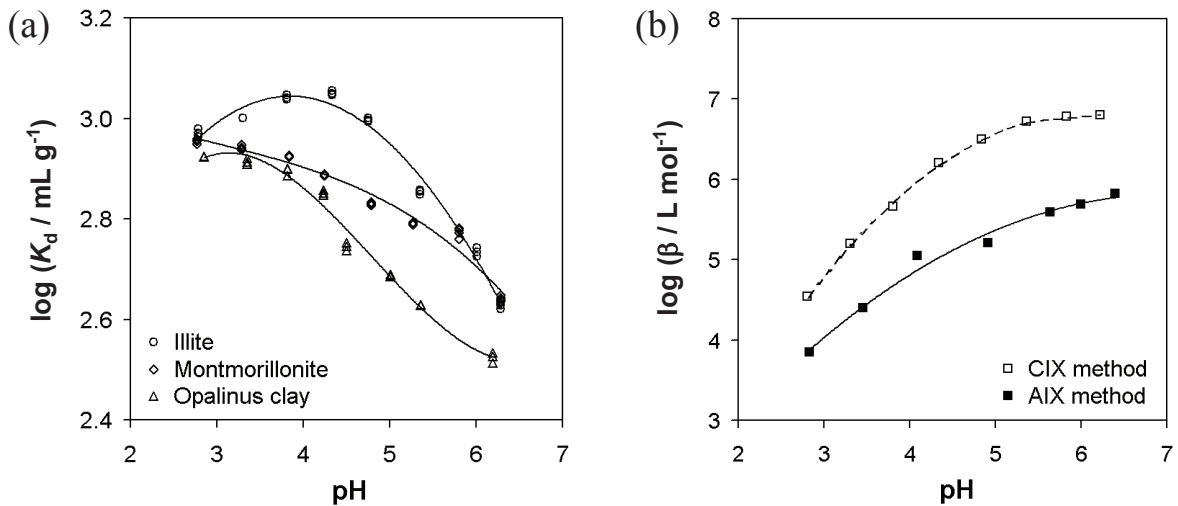 (a)
log (Kd / mL g-1)
3.2
3.0
2.8
2.6
2.4
Illite
Montmorillonite
Opalinus clay
2 3 4 5 6 7
pH
(b)
log (β / L mol-1)
8
7
6
5
4
3
CIX method
AIX method
2 3 4 5 6 7
pH